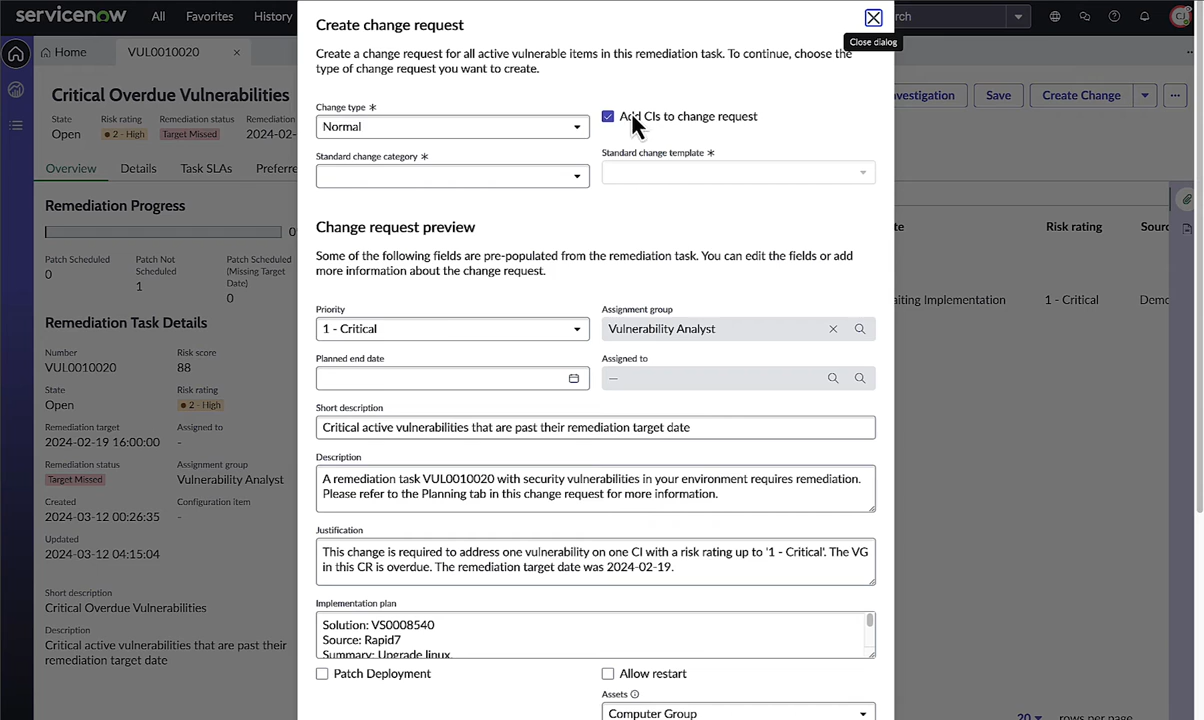 servicenow All Favorites History rch
Home VUL0010020
Create change request
Close dialog
Create a change request for all active vulnerable items in this remediation task. To continue, choose the
type of change request you want to create.
Critical Overdue Vulnerabilities
State Risk rating Remediation status Remediation
Open 2 - High Target Missed 2024-02-
Overview Details Task SLAs Preferre
nvestigation Save Create Change
Change type
Normal
Add CIs to change request
Standard change category
Standard change template
Remediation Progress
0
Patch Scheduled
0
Patch Not
Scheduled
1
Patch Scheduled
(Missing Target
Date)
0
Change request preview
Some of the following fields are pre-populated from the remediation task. You can edit the fields or add
more information about the change request.
Priority
1 - Critical
Assignment group
Vulnerability Analyst
Planned end date
Assigned to
—
Short description
Critical active vulnerabilities that are past their remediation target date
Description
A remediation task VUL0010020 with security vulnerabilities in your environment requires remediation.
Please refer to the Planning tab in this change request for more information.
Justification
This change is required to address one vulnerability on one CI with a risk rating up to '1 - Critical'. The VG
in this CR is overdue. The remediation target date was 2024-02-19.
Implementation plan
Solution: VS0008540
Source: Rapid7
Summary: Upgrade linux.
Patch Deployment
Allow restart
Assets
Computer Group
Remediation Task Details
Number
VUL0010020
Risk score
88
State
Open
Risk rating
2 - High
Remediation target
2024-02-19 16:00:00
Assigned to
-
Remediation status
Target Missed
Assignment group
Vulnerability Analyst
Created
2024-03-12 00:26:35
Configuration item
-
Updated
2024-03-12 04:15:04
Short description
Critical Overdue Vulnerabilities
Description
Critical active vulnerabilities that are past their
remediation target date
te Risk rating Sourc
aiting Implementation 1 - Critical Demo
20 rows per page